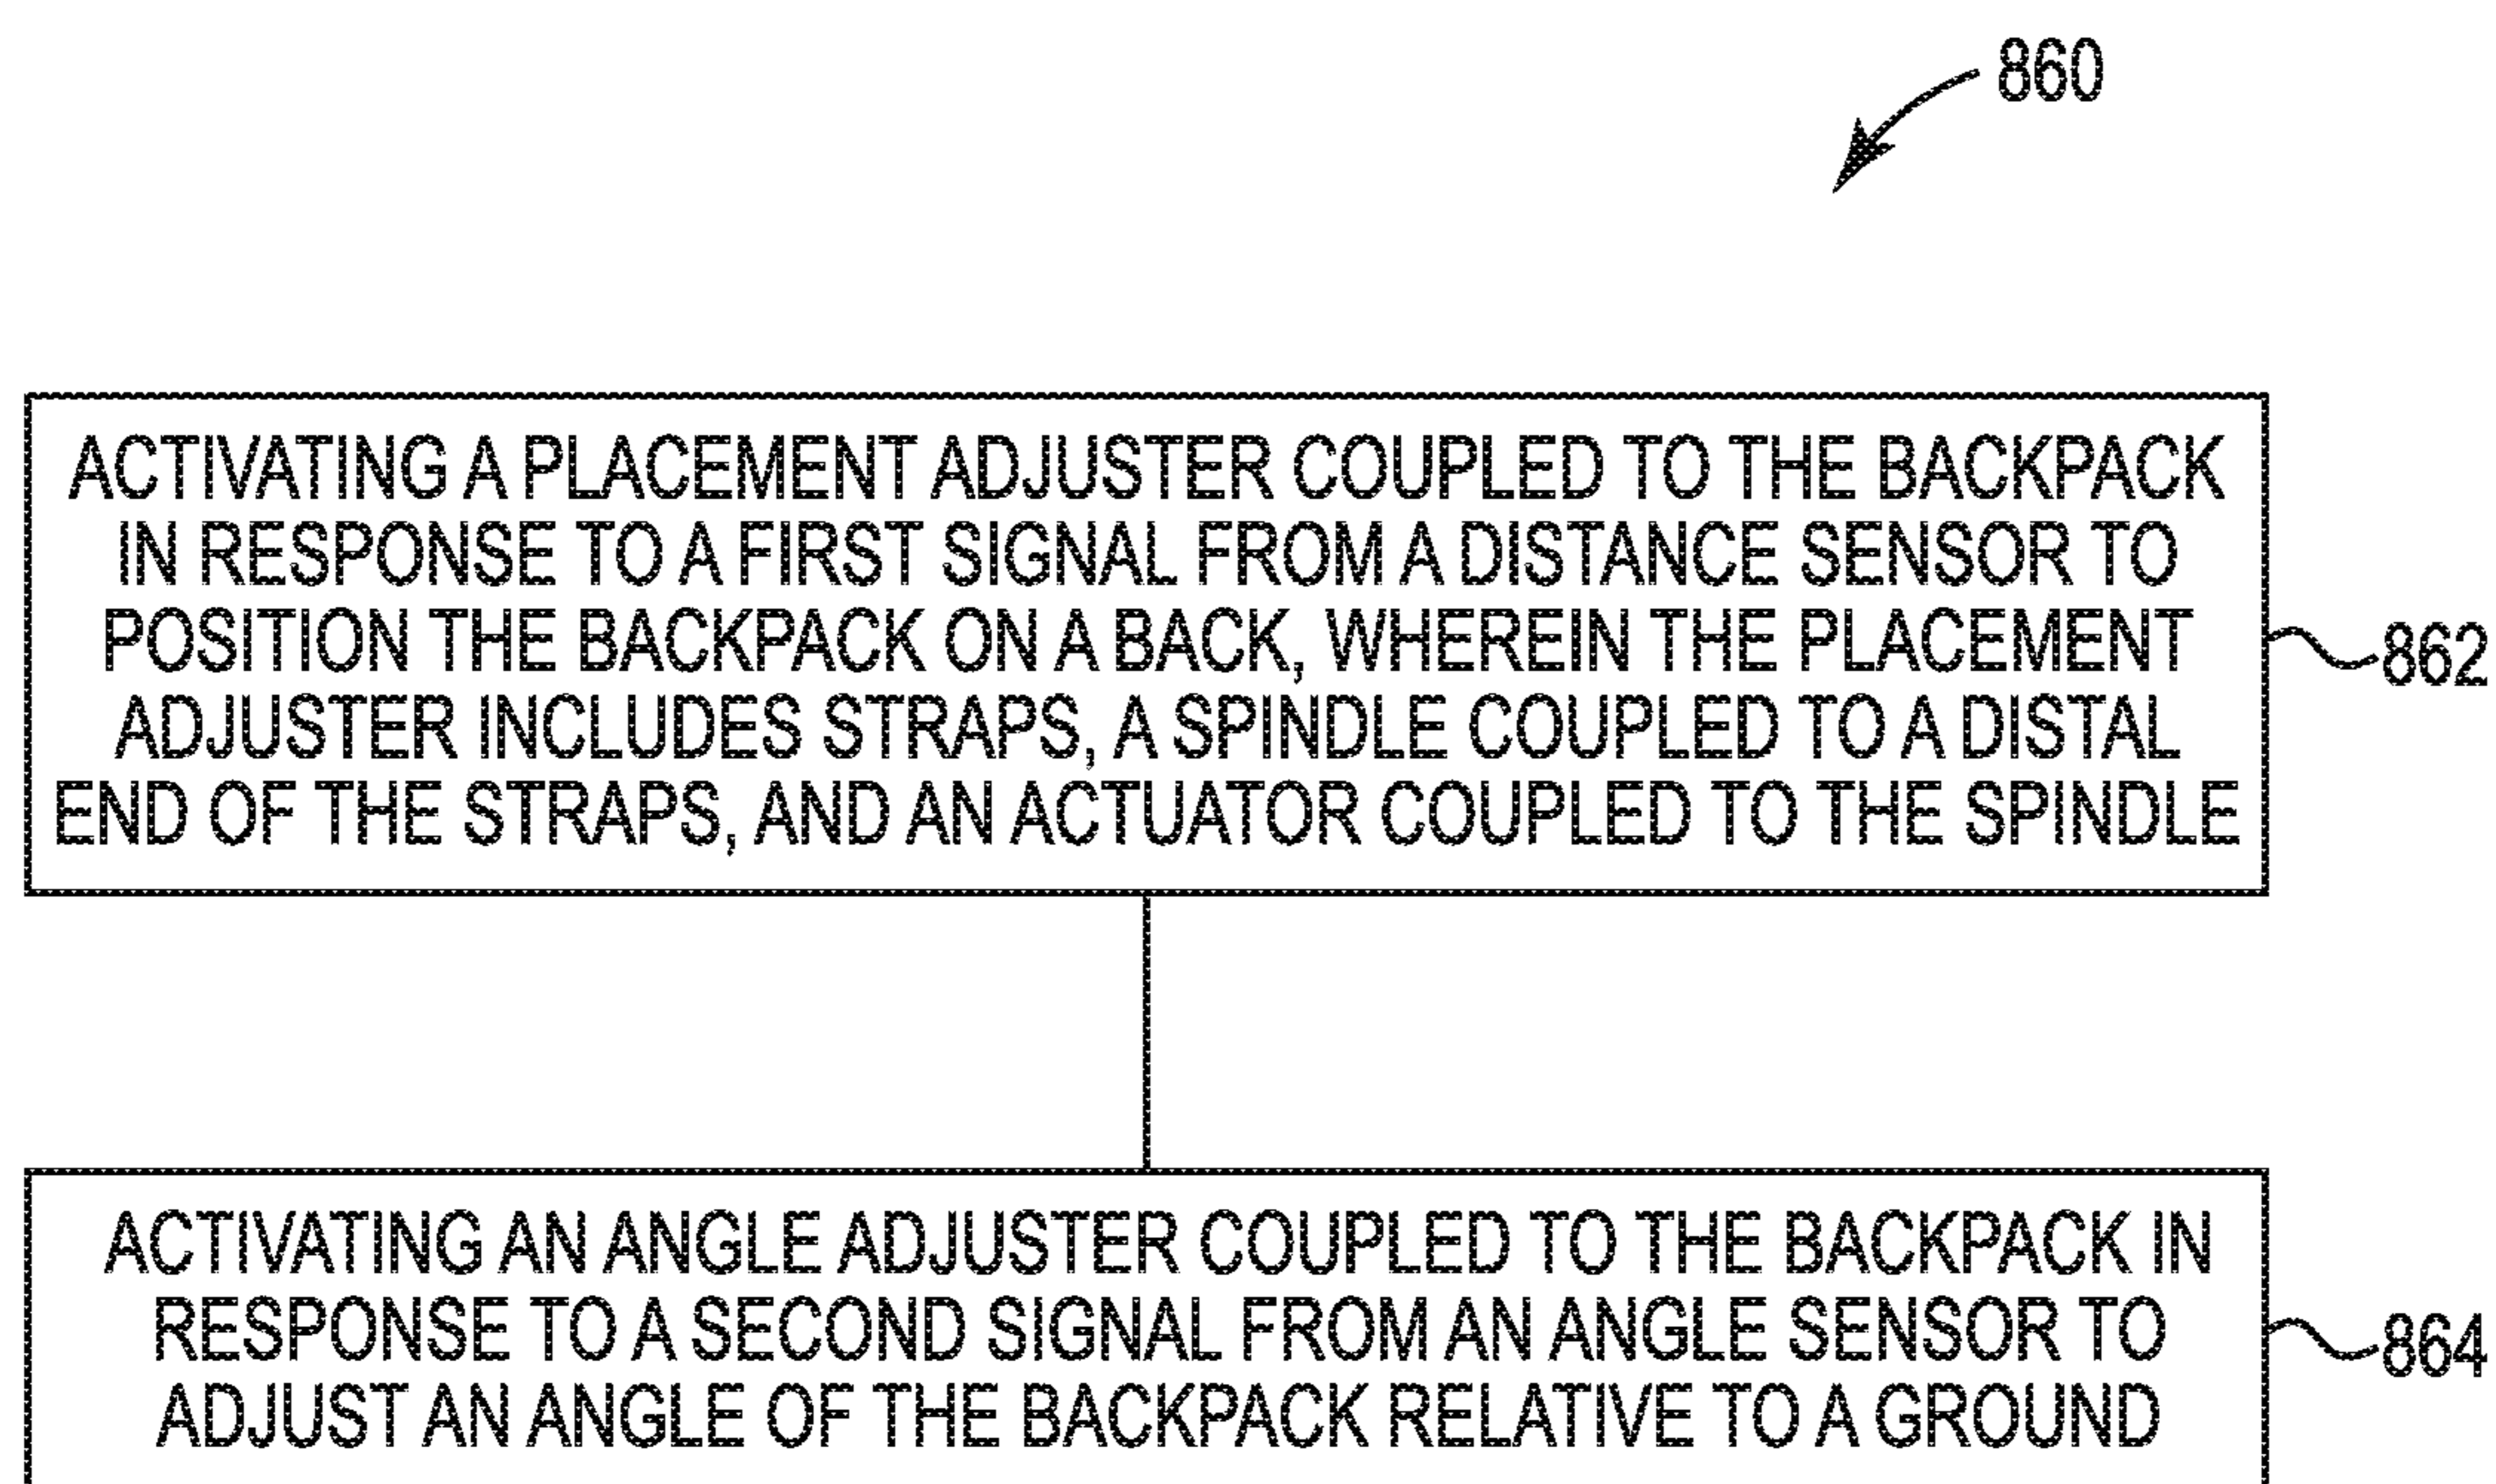 860
ACTIVATING A PLACEMENT ADJUSTER COUPLED TO THE BACKPACK
IN RESPONSE TO A FIRST SIGNAL FROM A DISTANCE SENSOR TO
POSITION THE BACKPACK ON A BACK, WHEREIN THE PLACEMENT
ADJUSTER INCLUDES STRAPS, A SPINDLE COUPLED TO A DISTAL
END OF THE STRAPS, AND AN ACTUATOR COUPLED TO THE SPINDLE
862
ACTIVATING AN ANGLE ADJUSTER COUPLED TO THE BACKPACK IN
RESPONSE TO A SECOND SIGNAL FROM AN ANGLE SENSOR TO
ADJUST AN ANGLE OF THE BACKPACK RELATIVE TO A GROUND
864